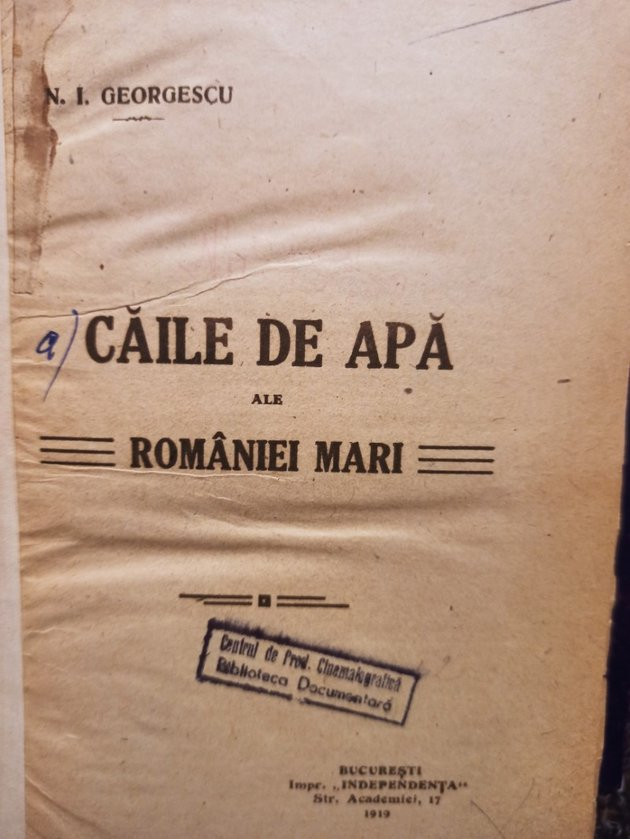 N. I. GEORGESCU
a)
CĂILE DE APĂ
ALE
ROMÂNIEI MARI
Centrul de Prod. Cinematografică
Biblioteca Documentară
BUCUREȘTI
Impr. „INDEPENDENȚA“
Str. Academiei, 17
1919